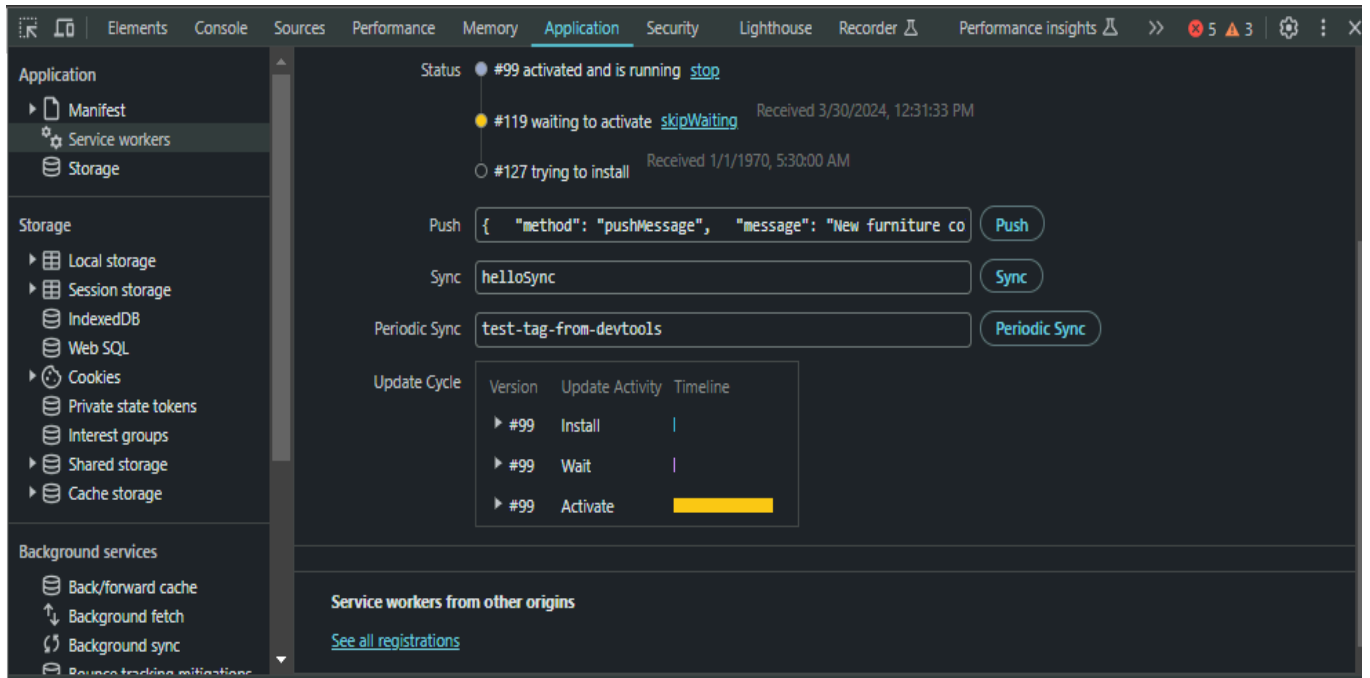 Elements Console Sources Performance Memory Application Security Lighthouse Recorder Performance insights 5 3
Application
Manifest
Service workers
Storage
Storage
Local storage
Session storage
IndexedDB
Web SQL
Cookies
Private state tokens
Interest groups
Shared storage
Cache storage
Background services
Back/forward cache
Background fetch
Background sync
Bounce tracking mitigations
Status #99 activated and is running stop
#119 waiting to activate skipWaiting Received 3/30/2024, 12:31:33 PM
#127 trying to install Received 1/1/1970, 5:30:00 AM
Push { "method": "pushMessage", "message": "New furniture co Push
Sync helloSync Sync
Periodic Sync test-tag-from-devtools Periodic Sync
Update Cycle Version Update Activity Timeline
#99 Install
#99 Wait
#99 Activate
Service workers from other origins
See all registrations